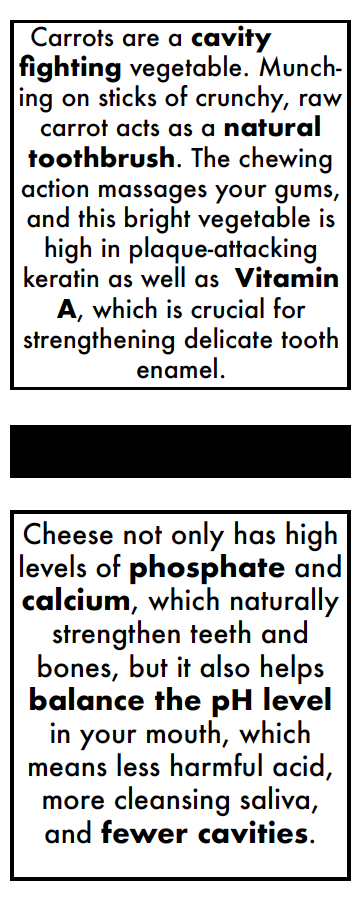 Carrots are a cavity
fighting vegetable. Munch-
ing on sticks of crunchy, raw
carrot acts as a natural
toothbrush. The chewing
action massages your gums,
and this bright vegetable is
high in plaque-attacking
keratin as well as  Vitamin
A, which is crucial for
strengthening delicate tooth
enamel.
Cheese not only has high
levels of phosphate and
calcium, which naturally
strengthen teeth and
bones, but it also helps
balance the pH level
in your mouth, which
means less harmful acid,
more cleansing saliva,
and fewer cavities.